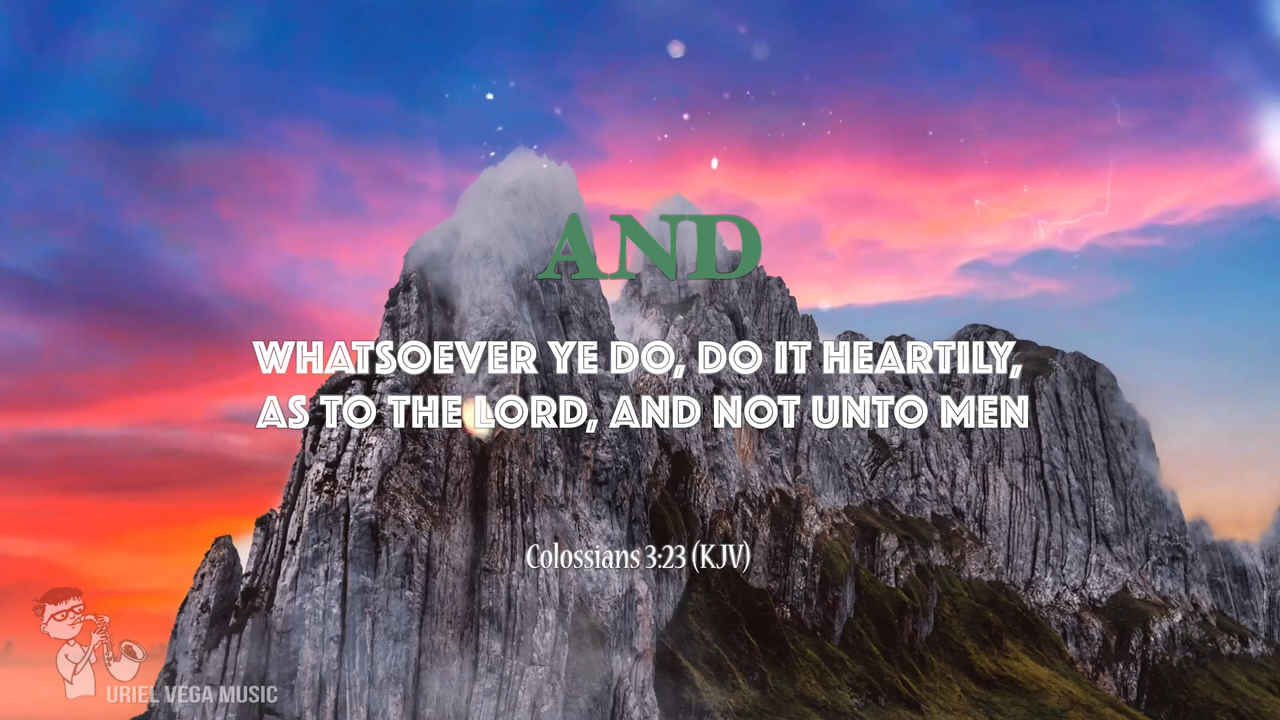 AND
WHATSOEVER YE DO, DO IT HEARTILY,
AS TO THE LORD, AND NOT UNTO MEN
Colossians 3:23 (KJV)
URIEL VEGA MUSIC